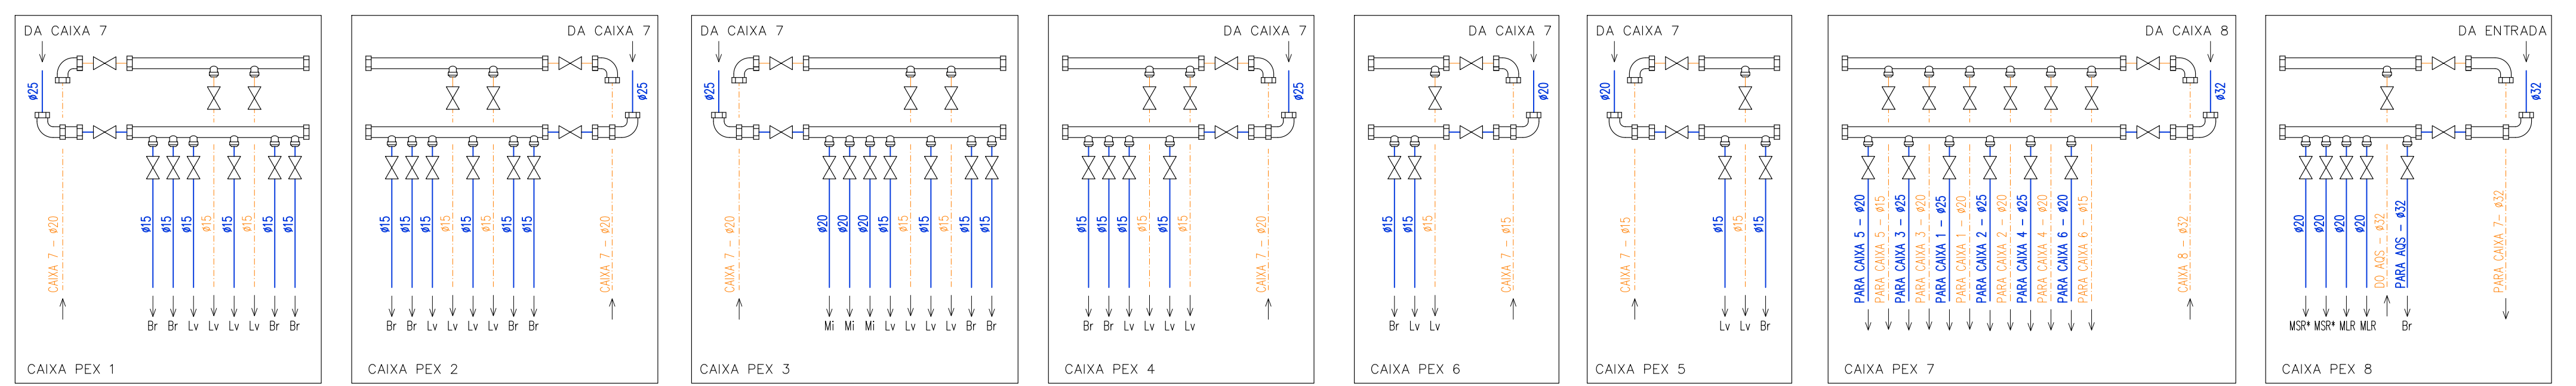 DA CAIXA 7
ø25
CAIXA 7 - ø20
ø15 ø15 ø15 ø15 ø15 ø15 ø15 ø15
Br Br Lv Lv Lv Lv Br Br
CAIXA PEX 1
DA CAIXA 7
ø25
ø15 ø15 ø15 ø15 ø15 ø15 ø15 ø15
CAIXA 7 - ø20
Br Br Lv Lv Lv Lv Br Br
CAIXA PEX 2
DA CAIXA 7
ø25
CAIXA 7 - ø20
ø20 ø20 ø20 ø15 ø15 ø15 ø15 ø15 ø15
Mi Mi Mi Lv Lv Lv Lv Br Br
CAIXA PEX 3
DA CAIXA 7
ø25
ø15 ø15 ø15 ø15 ø15 ø15
CAIXA 7 - ø20
Br Br Lv Lv Lv Lv
CAIXA PEX 4
DA CAIXA 7
ø20
ø15 ø15 ø15
CAIXA 7 - ø15
Br Lv Lv
CAIXA PEX 6
DA CAIXA 7
ø20
CAIXA 7 - ø15
ø15 ø15 ø15
Lv Lv Br
CAIXA PEX 5
DA CAIXA 8
ø32
PARA CAIXA 5 - ø20
PARA CAIXA 5 - ø15
PARA CAIXA 3 - ø25
PARA CAIXA 3 - ø20
PARA CAIXA 1 - ø25
PARA CAIXA 1 - ø20
PARA CAIXA 2 - ø25
PARA CAIXA 2 - ø20
PARA CAIXA 4 - ø25
PARA CAIXA 4 - ø20
PARA CAIXA 6 - ø20
PARA CAIXA 6 - ø15
CAIXA 8 - ø32
CAIXA PEX 7
DA ENTRADA
ø32
ø20 ø20 ø20 ø20
DO AQS - ø32
PARA AQS - ø32
PARA CAIXA 7- ø32
MSR* MSR* MLR MLR Br
CAIXA PEX 8